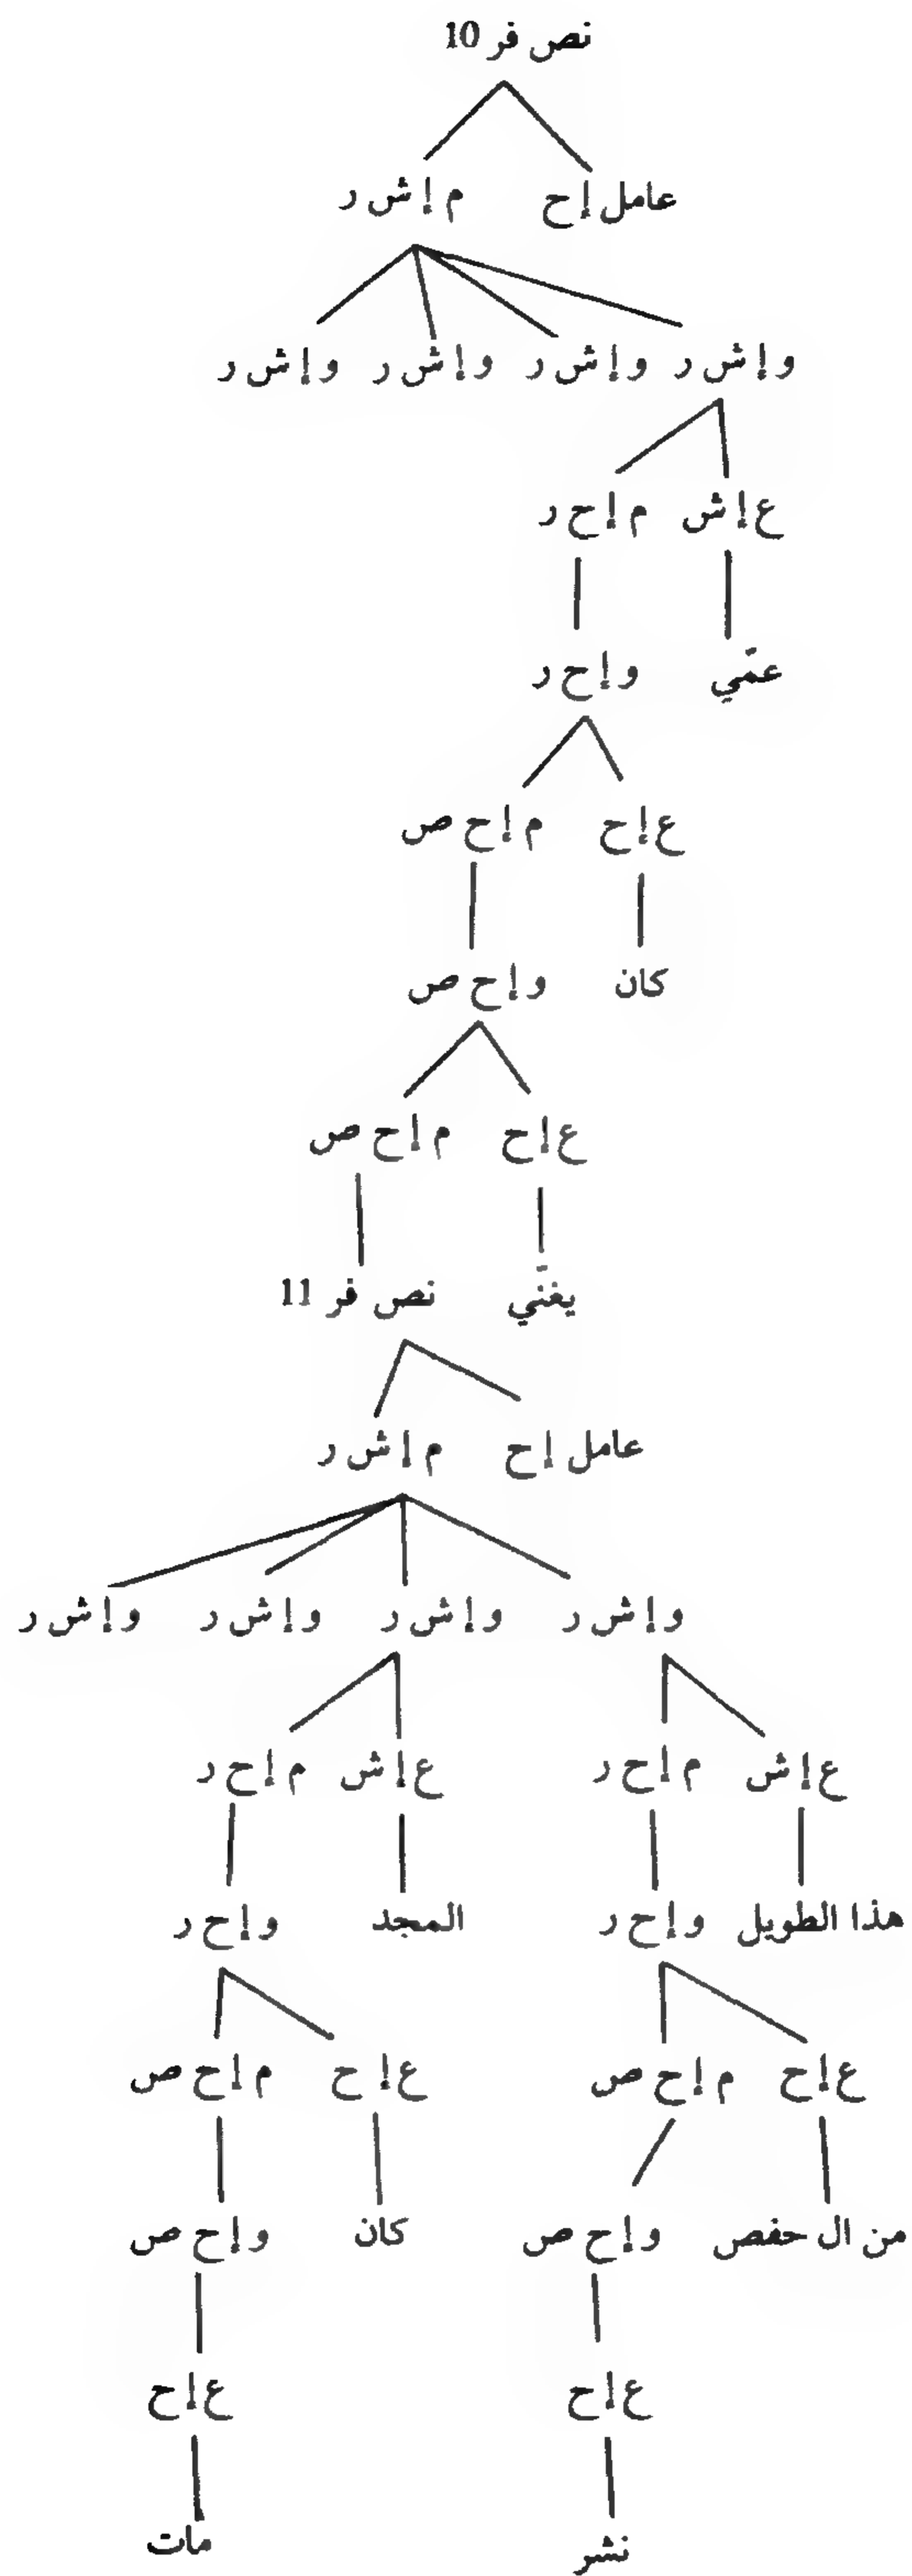 نص فر 10
عامل إح م إش ر
و إش ر و إش ر و إش ر و إش ر
ع إش م إح ر
عمّي و إح ر
ع إح م إح ص
كان و إح ص
ع إح م إح ص
يغنّي نص فر 11
عامل إح م إش ر
و إش ر و إش ر و إش ر و إش ر
ع إش م إح ر ع إش م إح ر
هذا الطويل و إح ر المجد و إح ر
ع إح م إح ص ع إح م إح ص
من ال حفص و إح ص كان و إح ص
ع إح ع إح
نشر مات